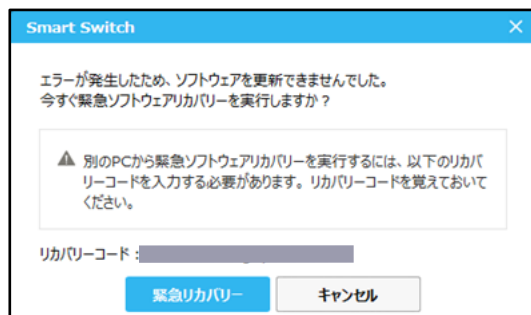 Smart Switch
エラーが発生したため、ソフトウェアを更新できませんでした。
今すぐ緊急ソフトウェアリカバリーを実行しますか？
別のPCから緊急ソフトウェアリカバリーを実行するには、以下のリカバ
リーコードを入力する必要があります。リカバリーコードを覚えておいて
ください。
リカバリーコード：
緊急リカバリー
キャンセル